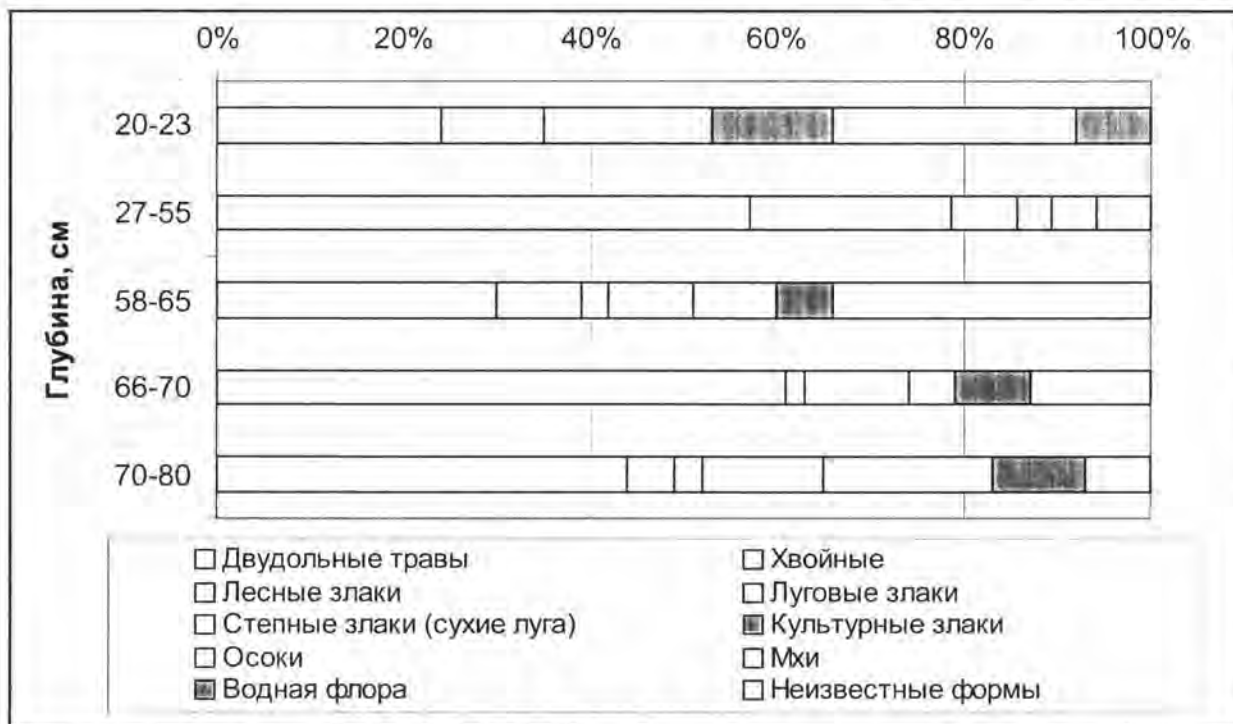 0% 20% 40% 60% 80% 100%
Глубина, см
20-23
27-55
58-65
66-70
70-80
Двудольные травы Хвойные
Лесные злаки Луговые злаки
Степные злаки (сухие луга) Культурные злаки
Осоки Мхи
Водная флора Неизвестные формы